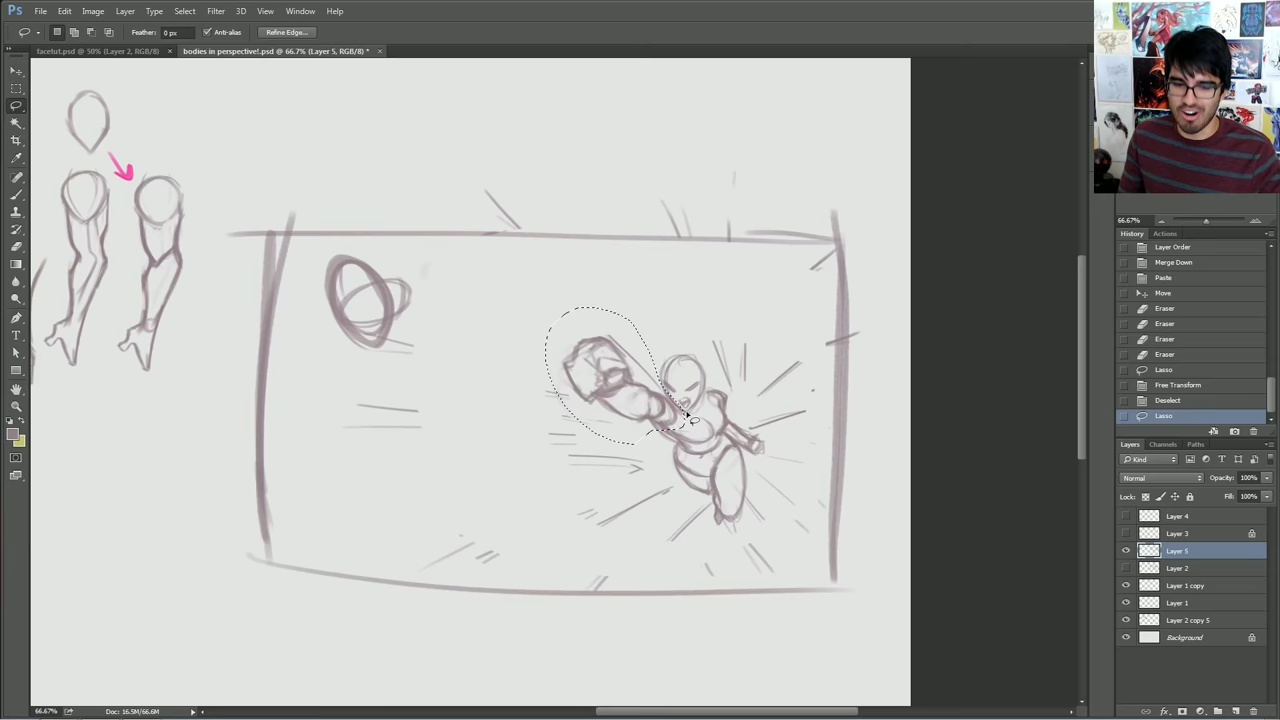 Ps File Edit Image Layer Type Select Filter 3D View Window Help
Feather: 0 px Anti-alias Refine Edge...
facetut.psd @ 50% (Layer 2, RGB/8) × bodies in perspective!.psd @ 66.7% (Layer 5, RGB/8) * ×
66.67%
History Actions
Layer Order
Merge Down
Paste
Move
Eraser
Eraser
Eraser
Eraser
Lasso
Free Transform
Deselect
Lasso
Layers Channels Paths
Kind
Normal Opacity: 100%
Lock: Fill: 100%
Layer 4
Layer 3
Layer 5
Layer 2
Layer 1 copy
Layer 1
Layer 2 copy 5
Background
66.67% Doc: 16.5M/66.6M